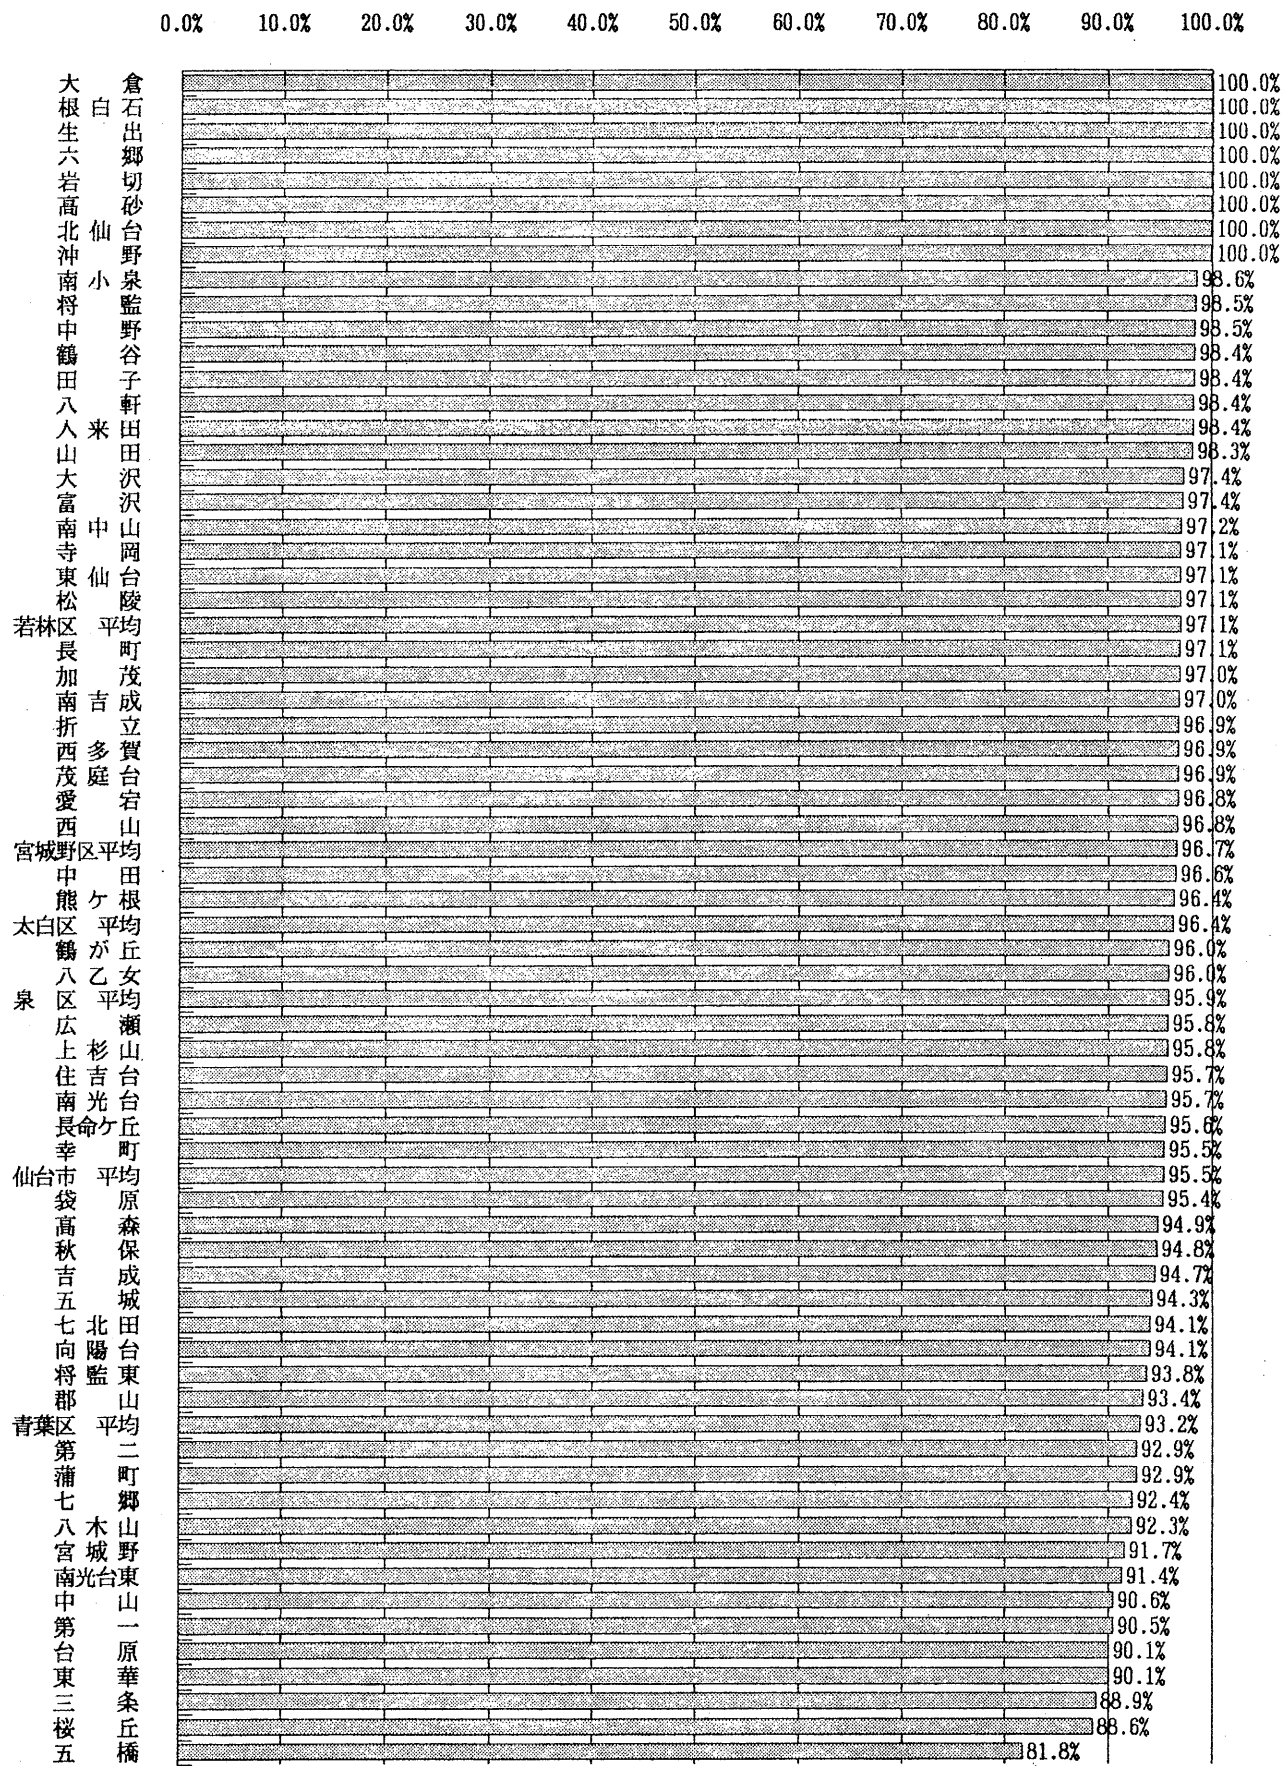 0.0% 10.0% 20.0% 30.0% 40.0% 50.0% 60.0% 70.0% 80.0% 90.0% 100.0%
大倉 100.0%
根白石 100.0%
生出 100.0%
六郷 100.0%
岩切 100.0%
高砂 100.0%
北仙台 100.0%
沖野 100.0%
南小泉 98.6%
将監 98.5%
中野 98.5%
鶴谷 98.4%
田子 98.4%
八軒 98.4%
人来田 98.4%
山田 98.3%
大沢 97.4%
富沢 97.4%
南中山 97.2%
寺岡 97.1%
東仙台 97.1%
松陵 97.1%
若林区 平均 97.1%
長町 97.1%
加茂 97.0%
南吉成 97.0%
折立 96.9%
西多賀 96.9%
茂庭台 96.9%
愛宕 96.8%
西山 96.8%
宮城野区平均 96.7%
中田 96.6%
熊ケ根 96.4%
太白区 平均 96.4%
鶴が丘 96.0%
八乙女 96.0%
泉区 平均 95.9%
広瀬 95.8%
上杉山 95.8%
住吉台 95.7%
南光台 95.7%
長命ケ丘 95.6%
幸町 95.5%
仙台市 平均 95.5%
袋原 95.4%
高森 94.9%
秋保 94.8%
吉成 94.7%
五城 94.3%
七北田 94.1%
向陽台 94.1%
将監東 93.8%
郡山 93.4%
青葉区 平均 93.2%
第二 92.9%
蒲町 92.9%
七郷 92.4%
八木山 92.3%
宮城野 91.7%
南光台東 91.4%
中山 90.6%
第一 90.5%
台原 90.1%
東華 90.1%
三条 88.9%
桜丘 88.6%
五橋 81.8%